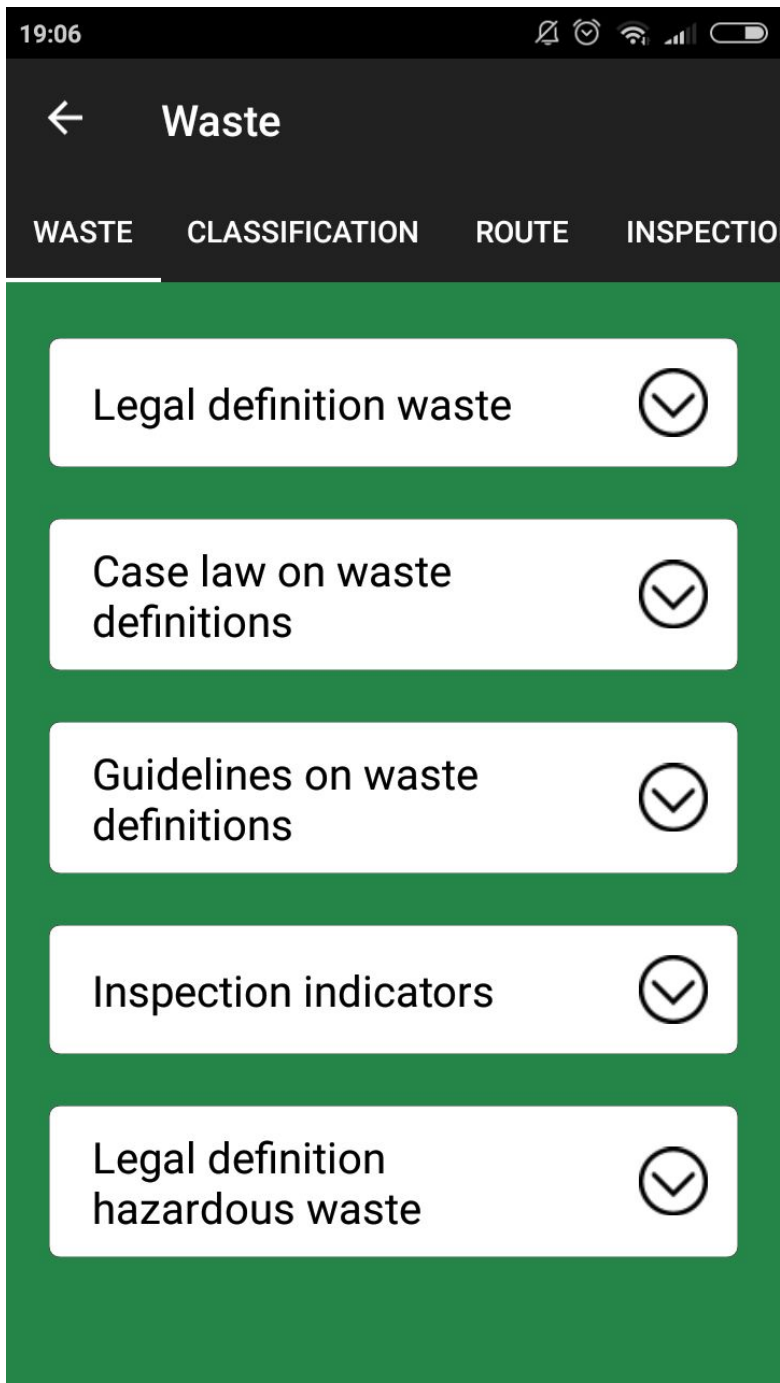 19:06
Waste
WASTE CLASSIFICATION ROUTE INSPECTIO
Legal definition waste
Case law on waste
definitions
Guidelines on waste
definitions
Inspection indicators
Legal definition
hazardous waste